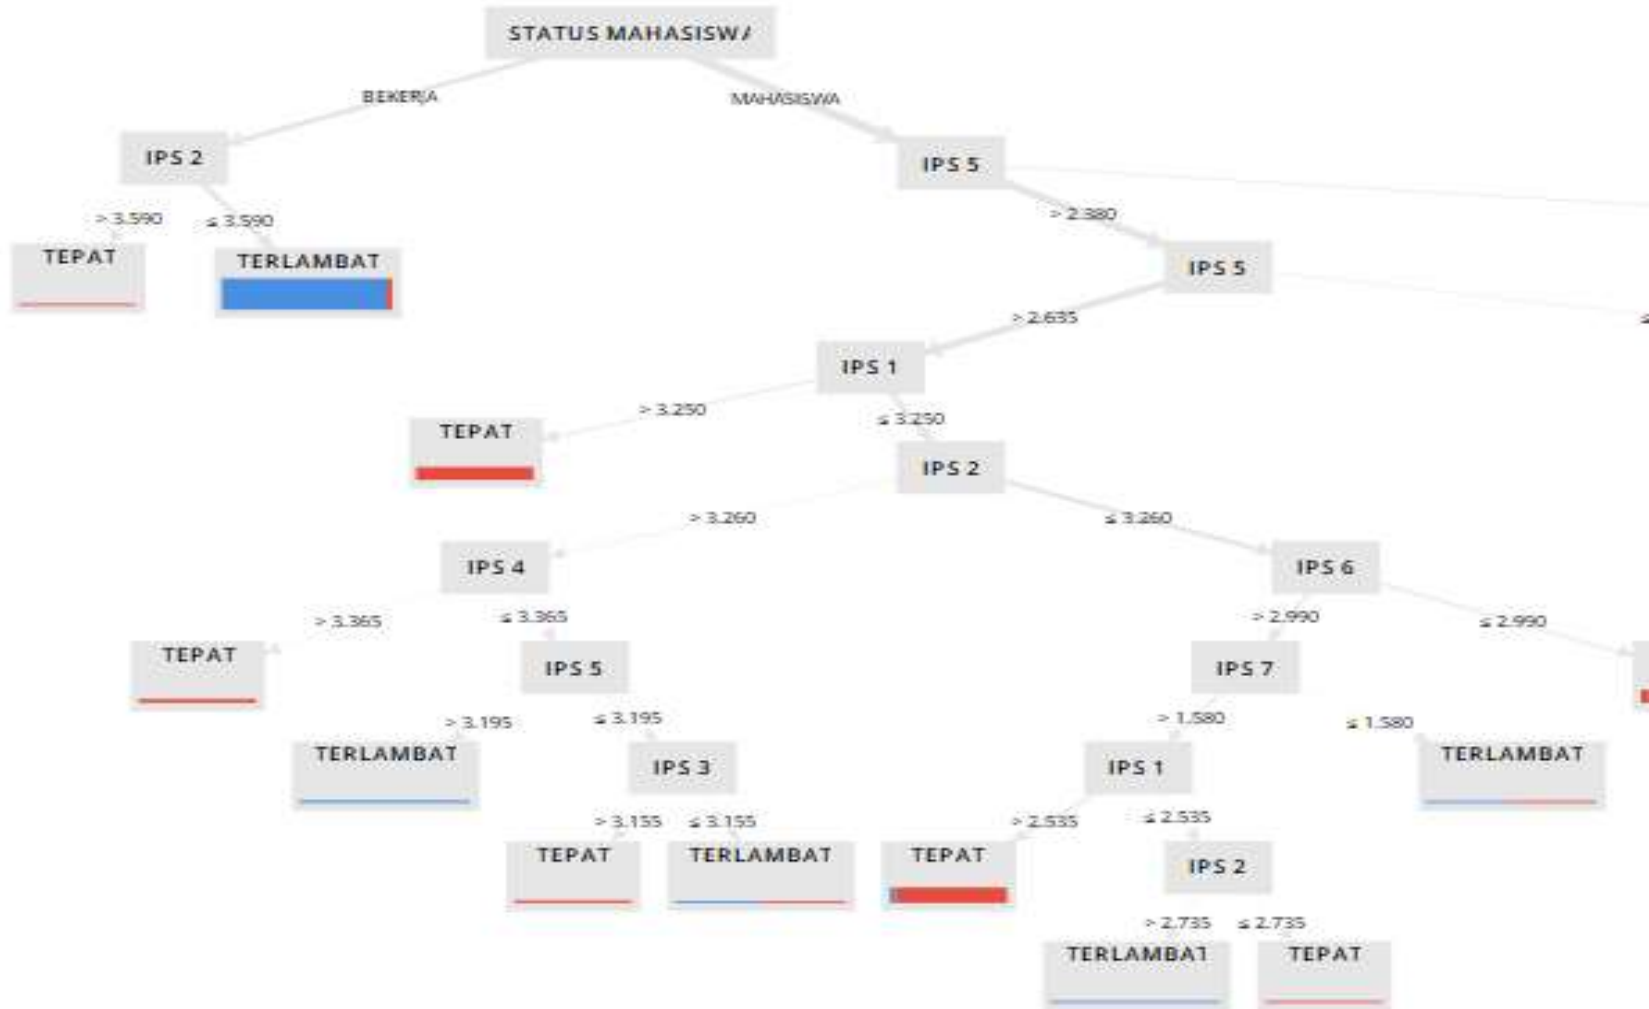 STATUS MAHASISWA
BEKERJA
MAHASISWA
IPS 2
IPS 5
> 3.590
≤ 3.590
> 2.380
TEPAT
TERLAMBAT
IPS 5
> 2.635
≤
IPS 1
> 3.250
≤ 3.250
TEPAT
IPS 2
> 3.260
≤ 3.260
IPS 4
IPS 6
> 3.365
≤ 3.365
> 2.990
≤ 2.990
TEPAT
IPS 5
IPS 7
> 3.195
≤ 3.195
> 1.580
≤ 1.580
TERLAMBAT
IPS 3
IPS 1
TERLAMBAT
> 3.155
≤ 3.155
> 2.535
≤ 2.535
TEPAT
TERLAMBAT
TEPAT
IPS 2
> 2.735
≤ 2.735
TERLAMBAT
TEPAT